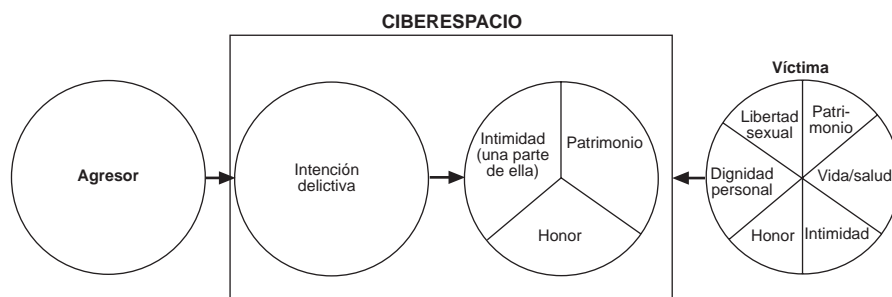 CIBERESPACIO
Agresor
Intención
delictiva
Intimidad
(una parte
de ella)
Patrimonio
Honor
Víctima
Libertad
sexual
Patri-
monio
Dignidad
personal
Vida/salud
Honor
Intimidad